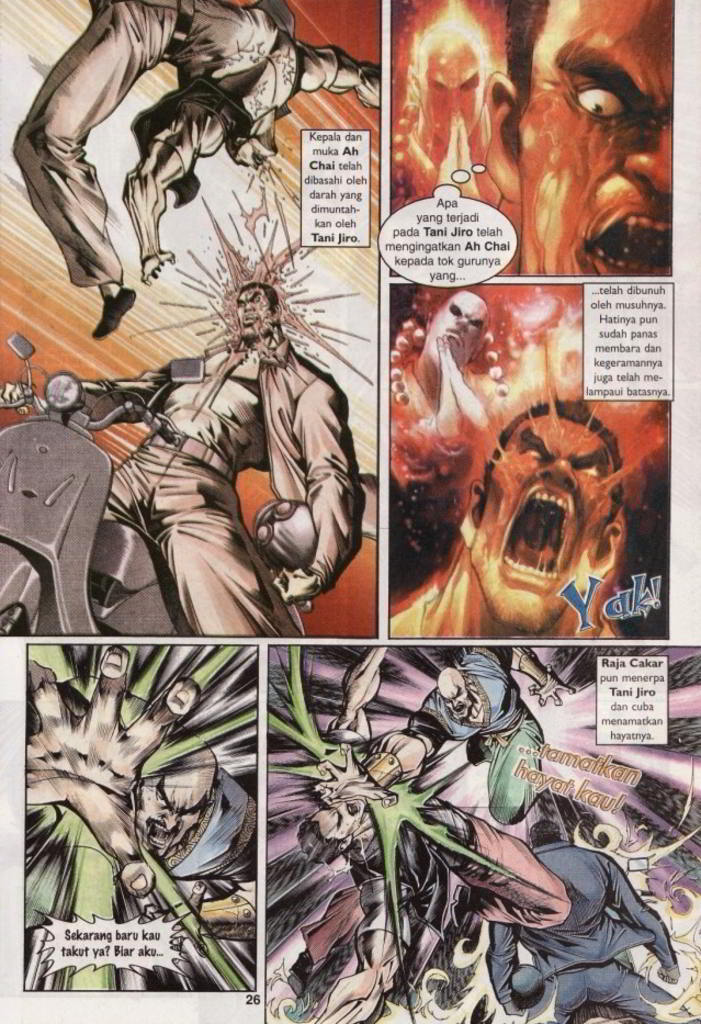 Kepala dan
muka Ah
Chai telah
dibasahi oleh
darah yang
dimuntah-
kan oleh
Tani Jiro.
Apa
yang terjadi
pada Tani Jiro telah
mengingatkan Ah Chai
kepada tok gurunya
yang...
...telah dibunuh
oleh musuhnya.
Hatinya pun
sudah panas
membara dan
kegeramannya
juga telah me-
lampaui batasnya.
Yak!
Sekarang baru kau
takut ya? Biar aku...
Raja Cakar
pun menerpa
Tani Jiro
dan cuba
menamatkan
hayatnya.
...tamatkan
hayat kau!
26